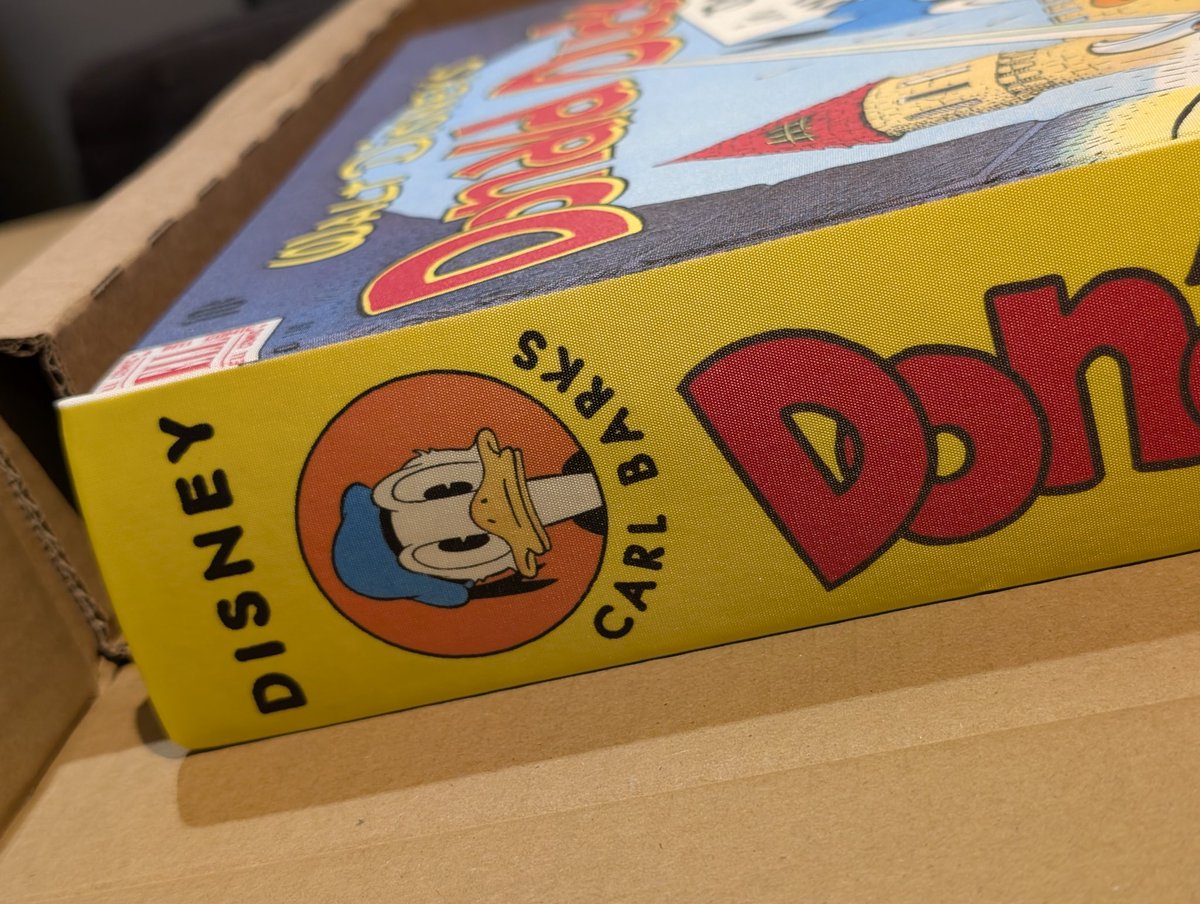 WALT DISNEY'S
Donald Duck
DISNEY
CARL BARKS
Don